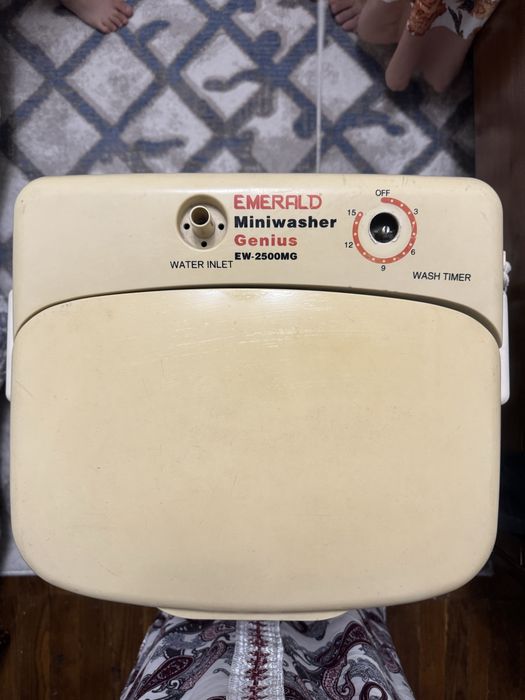 EMERALD
Miniwasher
Genius
EW-2500MG
WATER INLET
OFF
3
6
9
12
15
WASH TIMER